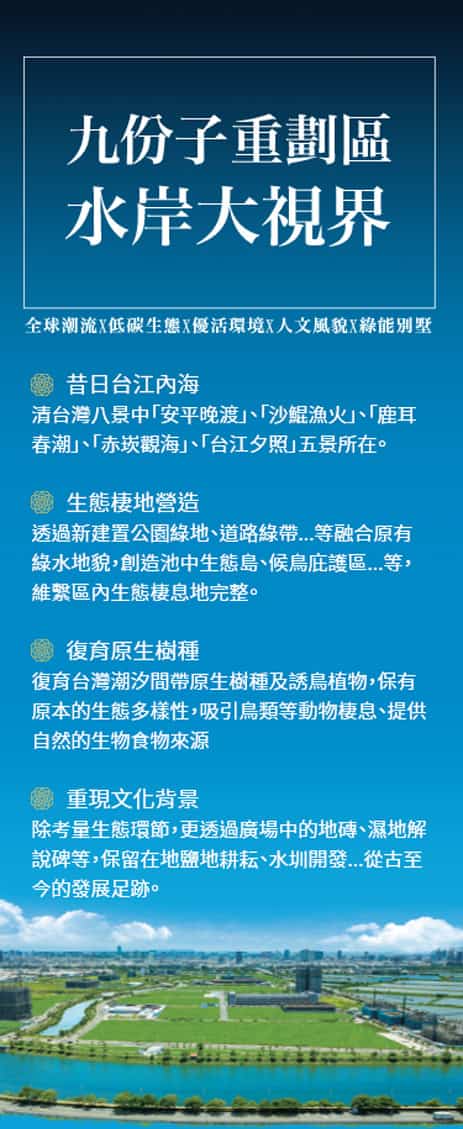 九份子重劃區
水岸大視界
全球潮流X低碳生態X優活環境X人文風貌X綠能別墅
昔日台江內海
清台灣八景中「安平晚渡」、「沙鯤漁火」、「鹿耳
春潮」、「赤崁觀海」、「台江夕照」五景所在。
生態棲地營造
透過新建置公園綠地、道路綠帶...等融合原有
綠水地貌,創造池中生態島、候鳥庇護區...等,
維繫區內生態棲息地完整。
復育原生樹種
復育台灣潮汐間帶原生樹種及誘鳥植物,保有
原本的生態多樣性,吸引鳥類等動物棲息、提供
自然的生物食物來源
重現文化背景
除考量生態環節,更透過廣場中的地磚、濕地解
說碑等,保留在地鹽地耕耘、水圳開發...從古至
今的發展足跡。